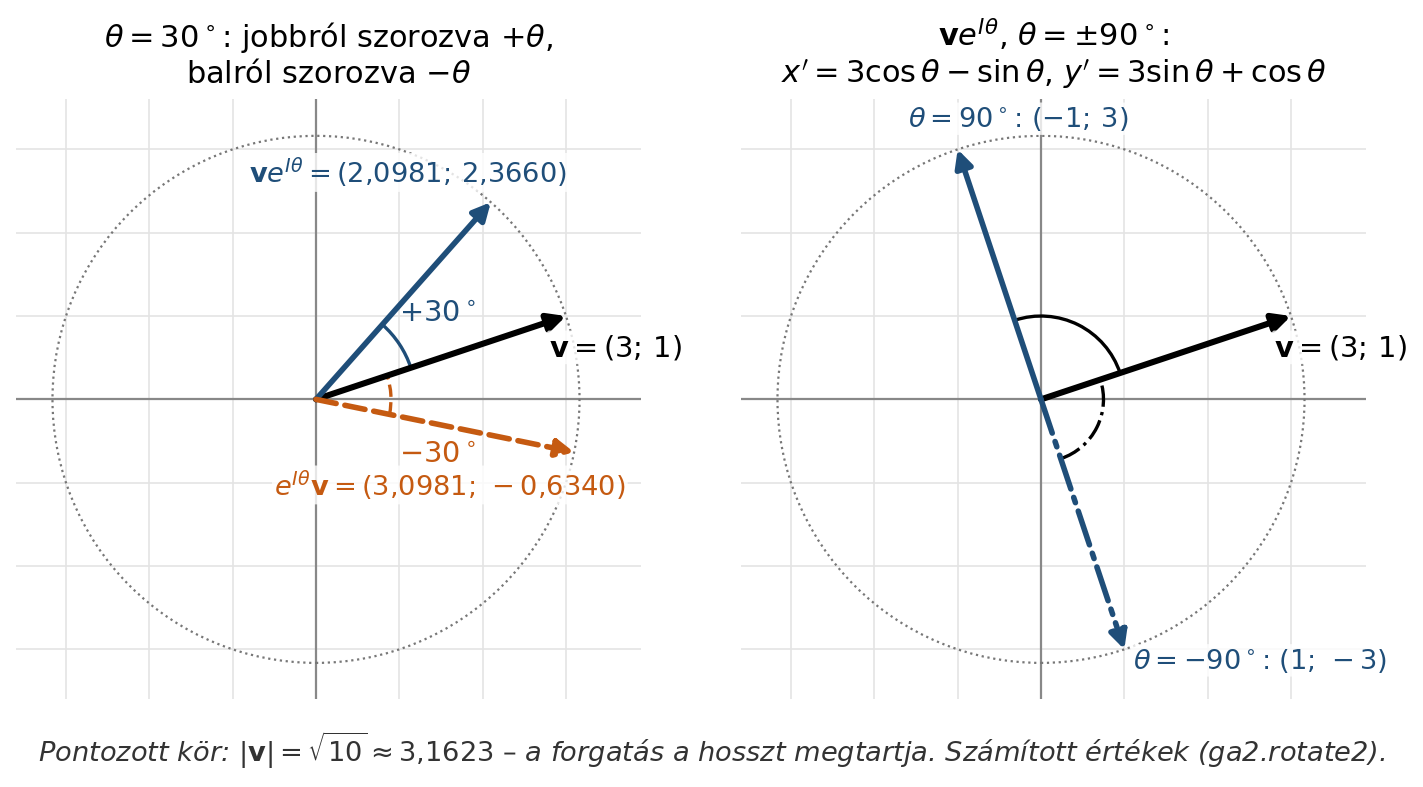 θ = 30°: jobbról szorozva +θ,
balról szorozva −θ
ve^{Iθ} = (2,0981; 2,3660)
+30°
v = (3; 1)
−30°
e^{Iθ}v = (3,0981; −0,6340)
ve^{Iθ}, θ = ±90°:
x′ = 3cos θ − sin θ, y′ = 3sin θ + cos θ
θ = 90°: (−1; 3)
v = (3; 1)
θ = −90°: (1; −3)
Pontozott kör: |v| = √10 ≈ 3,1623 – a forgatás a hosszt megtartja. Számított értékek (ga2.rotate2).